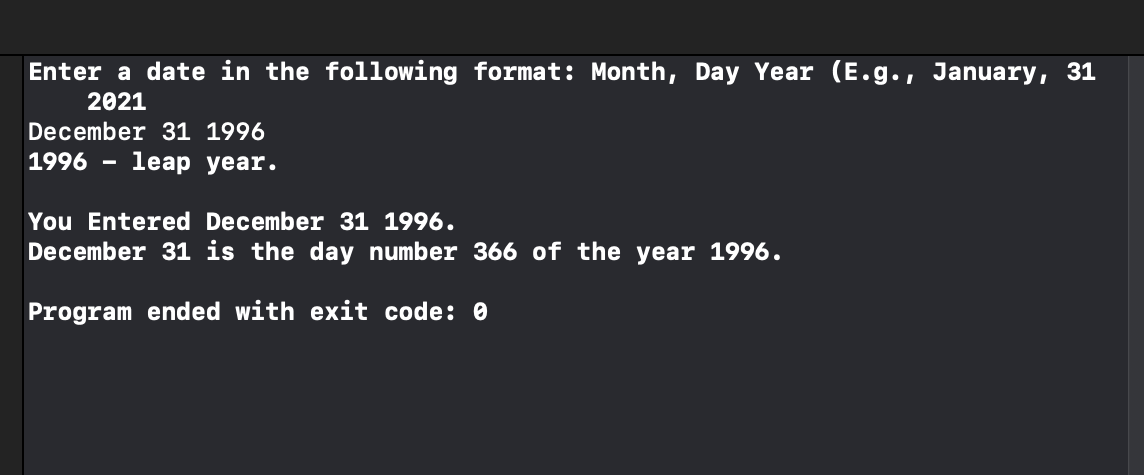 Enter a date in the following format: Month, Day Year (E.g., January, 31
2021
December 31 1996
1996 – leap year.
You Entered December 31 1996.
December 31 is the day number 366 of the year 1996.
Program ended with exit code: 0